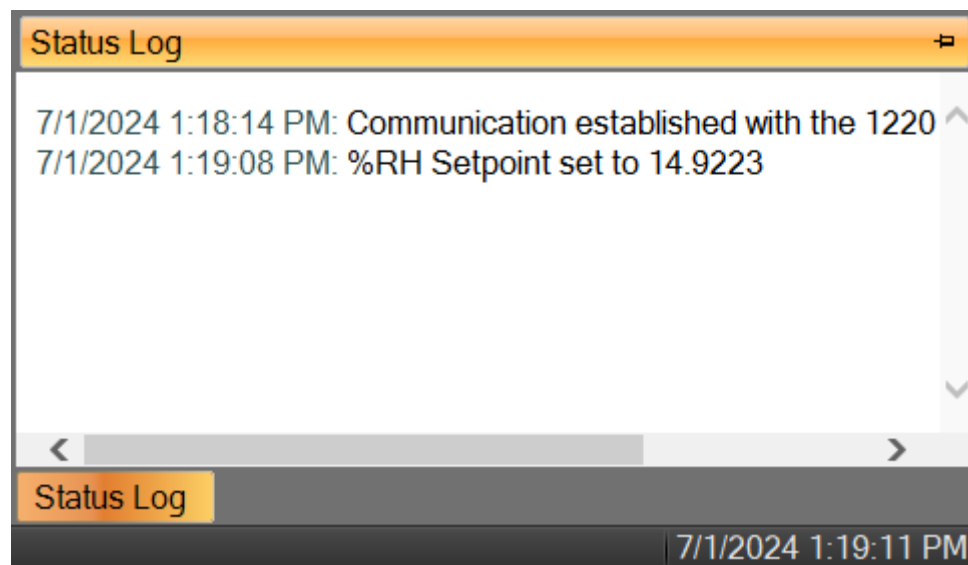 Status Log
7/1/2024 1:18:14 PM: Communication established with the 1220
7/1/2024 1:19:08 PM: %RH Setpoint set to 14.9223
Status Log
7/1/2024 1:19:11 PM